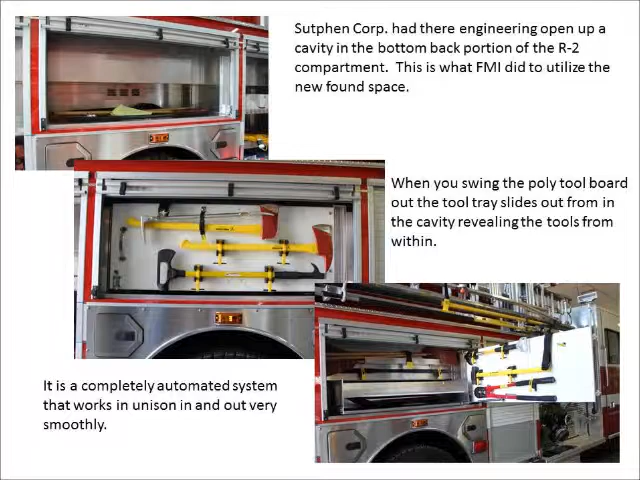 Sutphen Corp. had there engineering open up a
cavity in the bottom back portion of the R-2
compartment.  This is what FMI did to utilize the
new found space.
When you swing the poly tool board
out the tool tray slides out from in
the cavity revealing the tools from
within.
It is a completely automated system
that works in unison in and out very
smoothly.